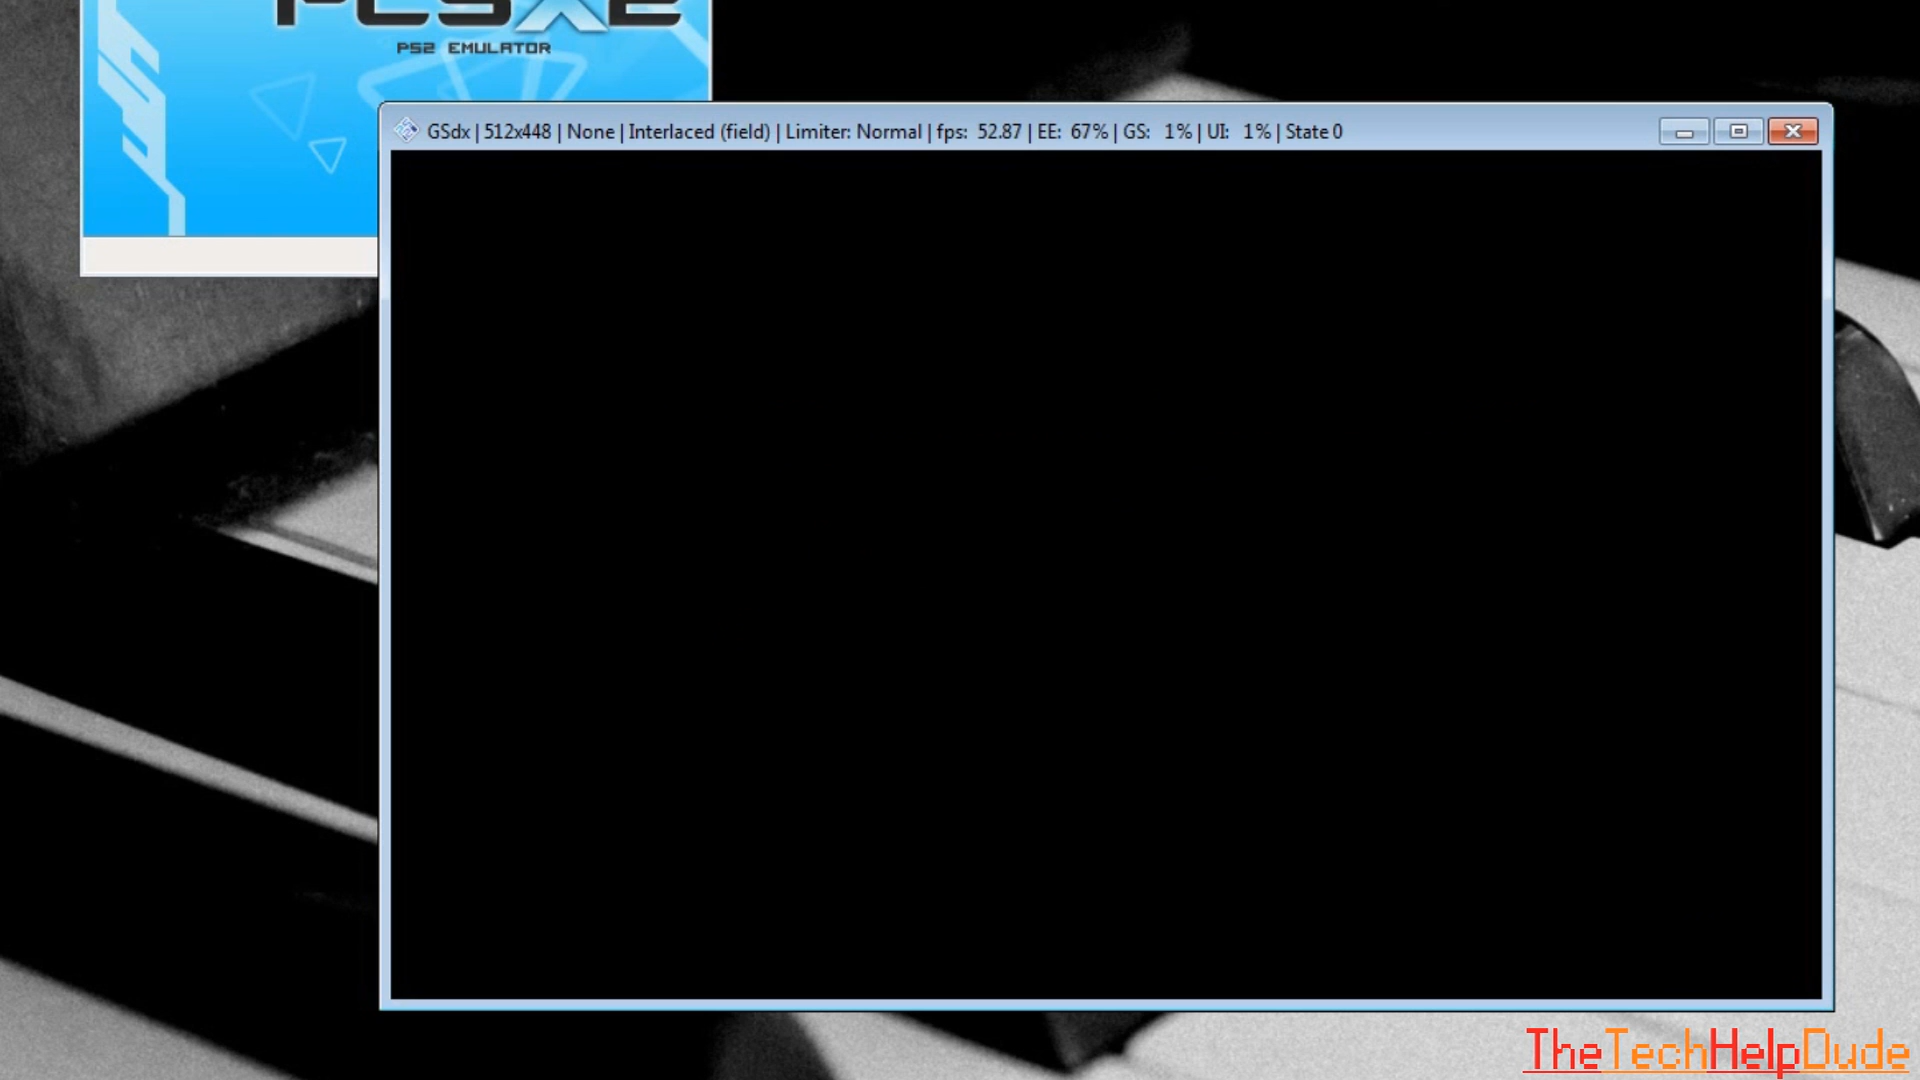 PCSX2
PS2 EMULATOR
GSdx | 512x448 | None | Interlaced (field) | Limiter: Normal | fps: 52.87 | EE: 67% | GS: 1% | UI: 1% | State 0
TheTechHelpDude